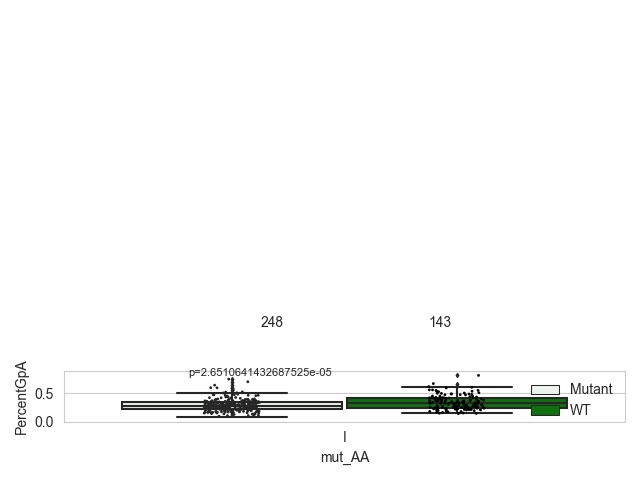 248 143
p=2.6510641432687525e-05
PercentGpA
0.5
0.0
Mutant
WT
I
mut_AA